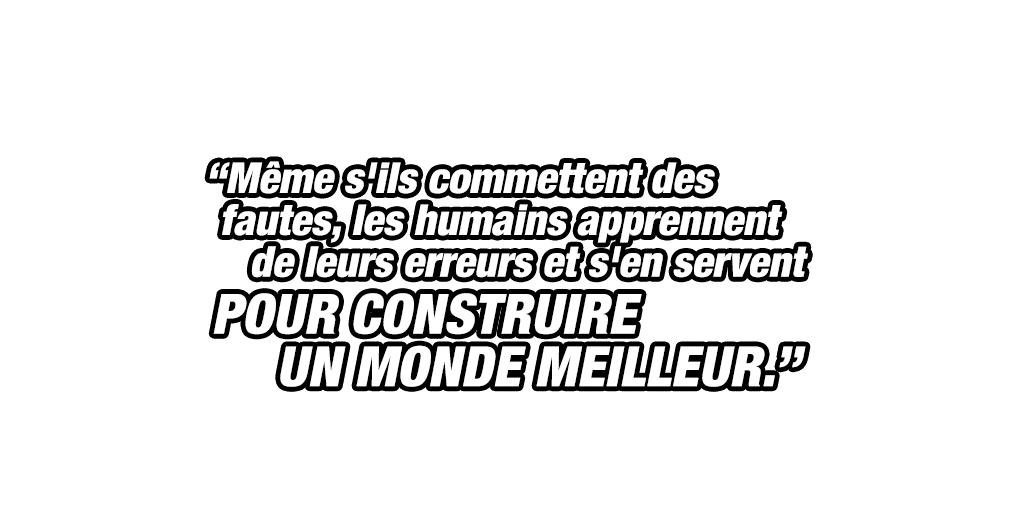 “Même s'ils commettent des
fautes, les humains apprennent
de leurs erreurs et s'en servent
POUR CONSTRUIRE
UN MONDE MEILLEUR.”